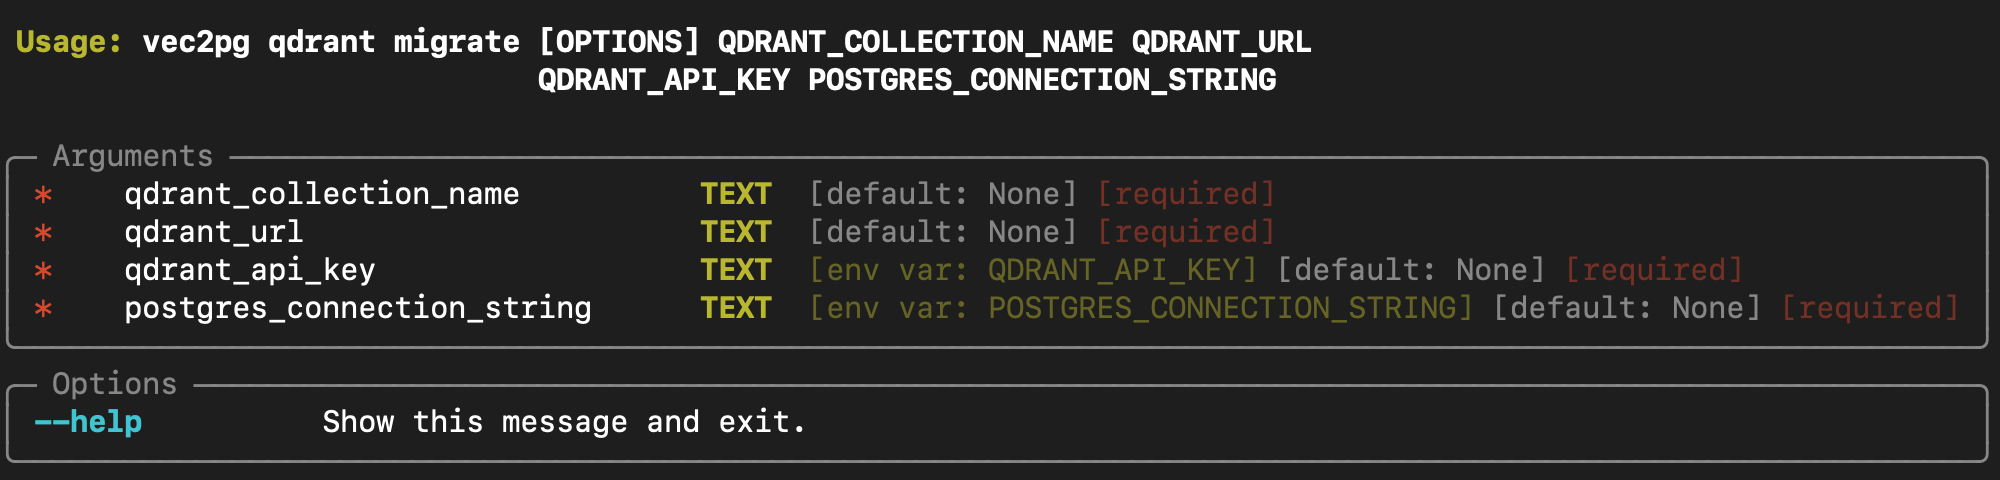 Usage: vec2pg qdrant migrate [OPTIONS] QDRANT_COLLECTION_NAME QDRANT_URL
QDRANT_API_KEY POSTGRES_CONNECTION_STRING
Arguments
* qdrant_collection_name TEXT [default: None] [required]
* qdrant_url TEXT [default: None] [required]
* qdrant_api_key TEXT [env var: QDRANT_API_KEY] [default: None] [required]
* postgres_connection_string TEXT [env var: POSTGRES_CONNECTION_STRING] [default: None] [required]
Options
--help Show this message and exit.